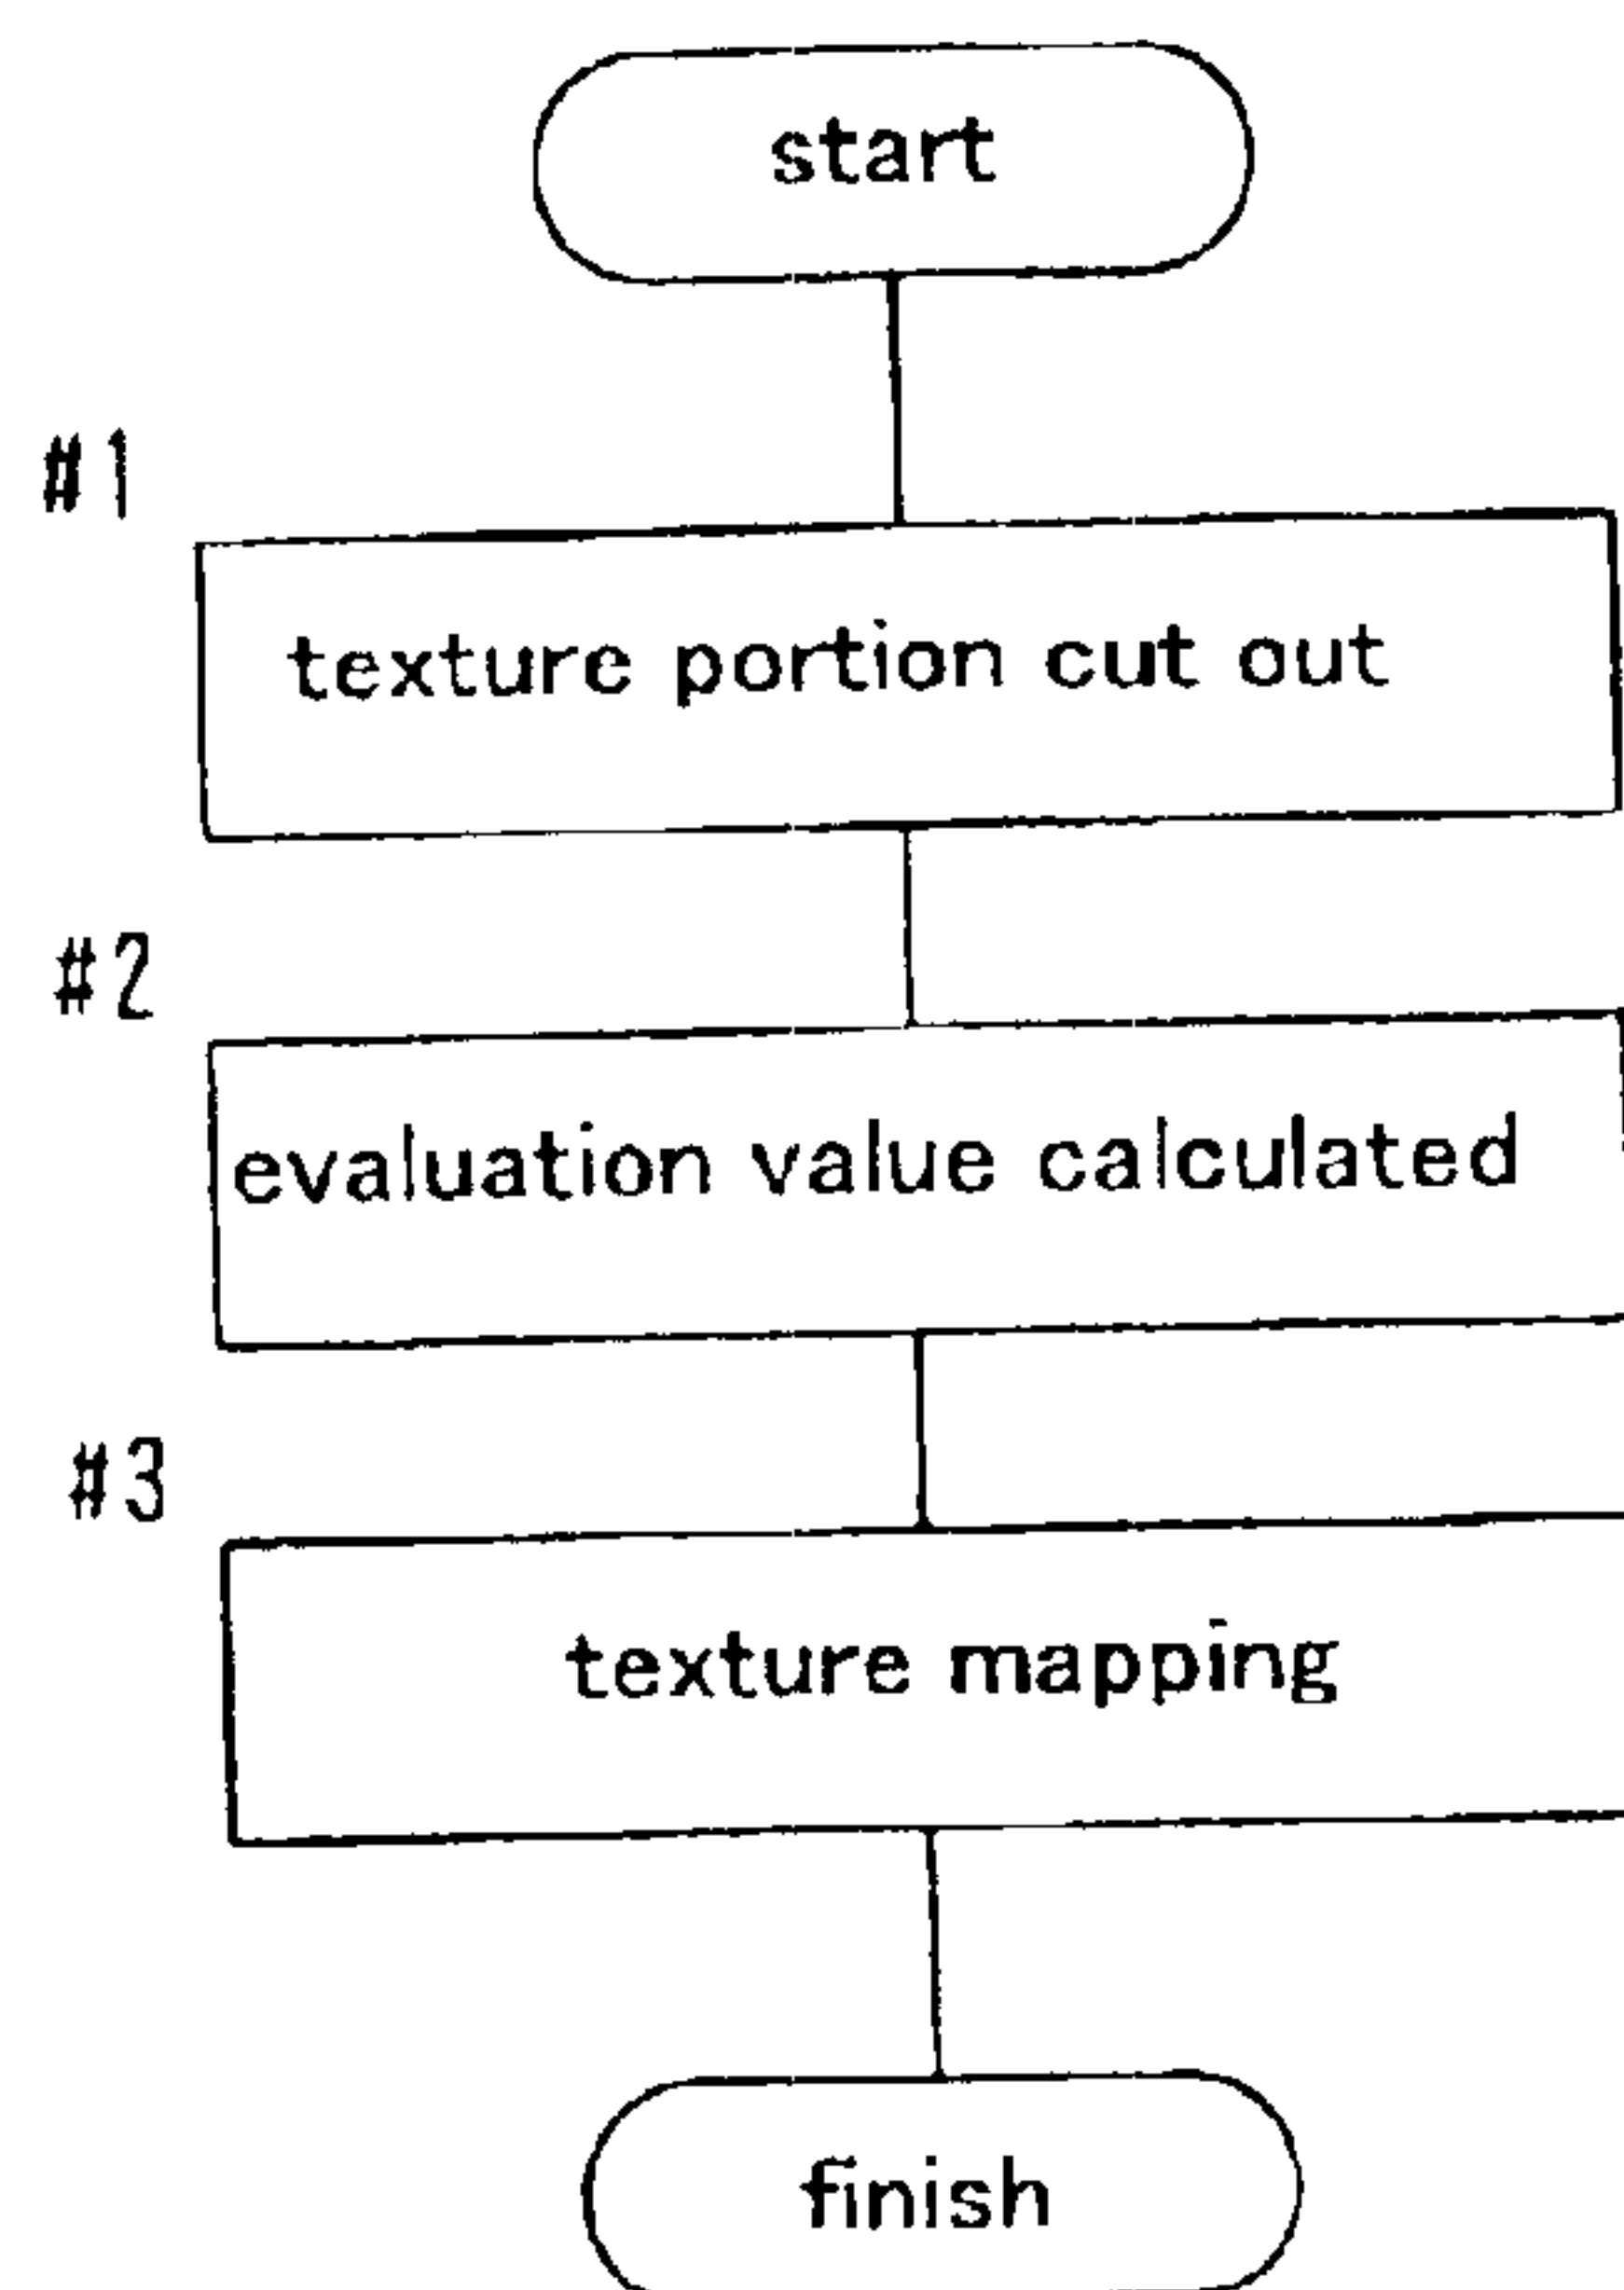 start
#1
texture portion cut out
#2
evaluation value calculated
#3
texture mapping
finish